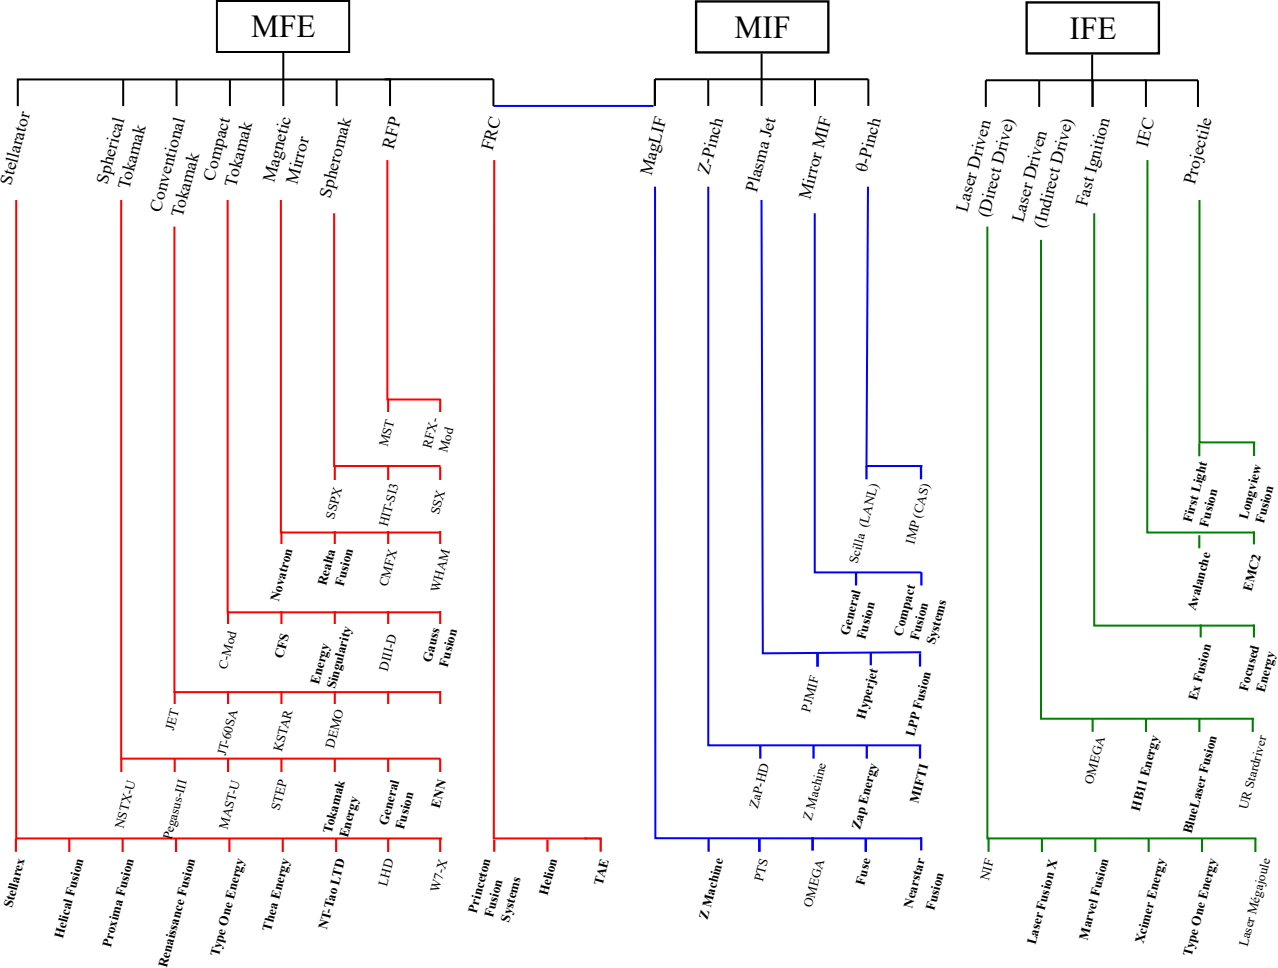 MFE
MIF
IFE
Stellarator
Spherical
Tokamak
Conventional
Tokamak
Compact
Tokamak
Magnetic
Mirror
Spheromak
RFP
FRC
MagLIF
Z-Pinch
Plasma Jet
Mirror MIF
θ-Pinch
Laser Driven
(Direct Drive)
Laser Driven
(Indirect Drive)
Fast Ignition
IEC
Projectile
MST
RFX-
Mod
SSPX
HIT-SI3
SSX
Novatron
Realta
Fusion
CMFX
WHAM
C-Mod
CFS
Energy
Singularity
DIII-D
Gauss
Fusion
JET
JT-60SA
KSTAR
DEMO
NSTX-U
Pegasus-III
MAST-U
STEP
Tokamak
Energy
General
Fusion
ENN
Stellarex
Helical Fusion
Proxima Fusion
Renaissance Fusion
Type One Energy
Thea Energy
NT-Tao LTD
LHD
W7-X
Princeton
Fusion
Systems
Helion
TAE
Scilla (LANL)
IMP (CAS)
General
Fusion
Compact
Fusion
Systems
PJMIF
Hyperjet
LPP Fusion
ZaP-HD
Z Machine
Zap Energy
MIFTI
Z Machine
PTS
OMEGA
Fuse
Nearstar
Fusion
First Light
Fusion
Longview
Fusion
Avalanche
EMC2
Ex Fusion
Focused
Energy
OMEGA
HB11 Energy
BlueLaser Fusion
UR Stardriver
NIF
Laser Fusion X
Marvel Fusion
Xcimer Energy
Type One Energy
Laser Mégajoule